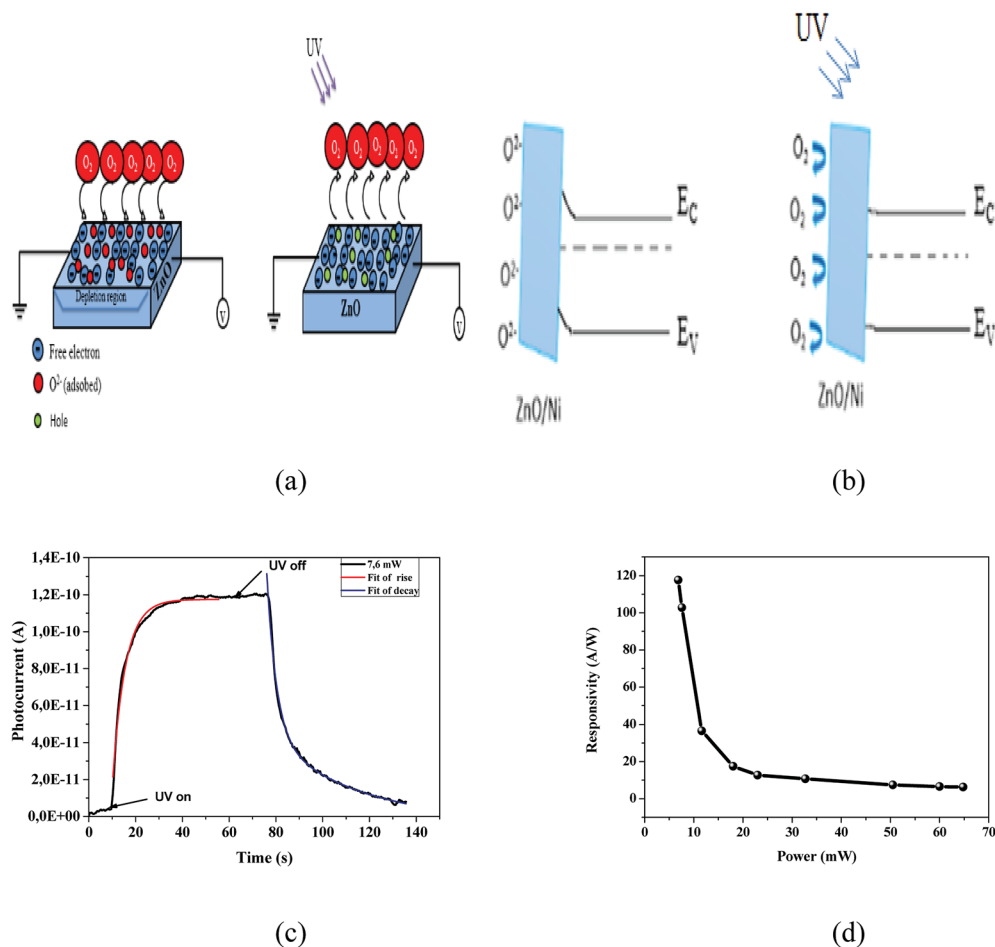 UV
O₂ O₂ O₂ O₂ O₂
Depletion region
ZnO
V
Free electron
O²⁻ (adsobed)
Hole
UV
O₂ O₂ O₂ O₂ O₂
ZnO
V
(a)
O²⁻
O²⁻
O²⁻
O²⁻
E_C
E_V
ZnO/Ni
UV
O₂
O₂
O₂
O₂
E_C
E_V
ZnO/Ni
(b)
1,4E-10
1,2E-10
1,0E-10
8,0E-11
6,0E-11
4,0E-11
2,0E-11
0,0E+00
Photocurrent (A)
UV off
7,6 mW
Fit of rise
Fit of decay
UV on
0 20 40 60 80 100 120 140
Time (s)
(c)
120
100
80
60
40
20
0
Responsivity (A/W)
0 10 20 30 40 50 60 70
Power (mW)
(d)